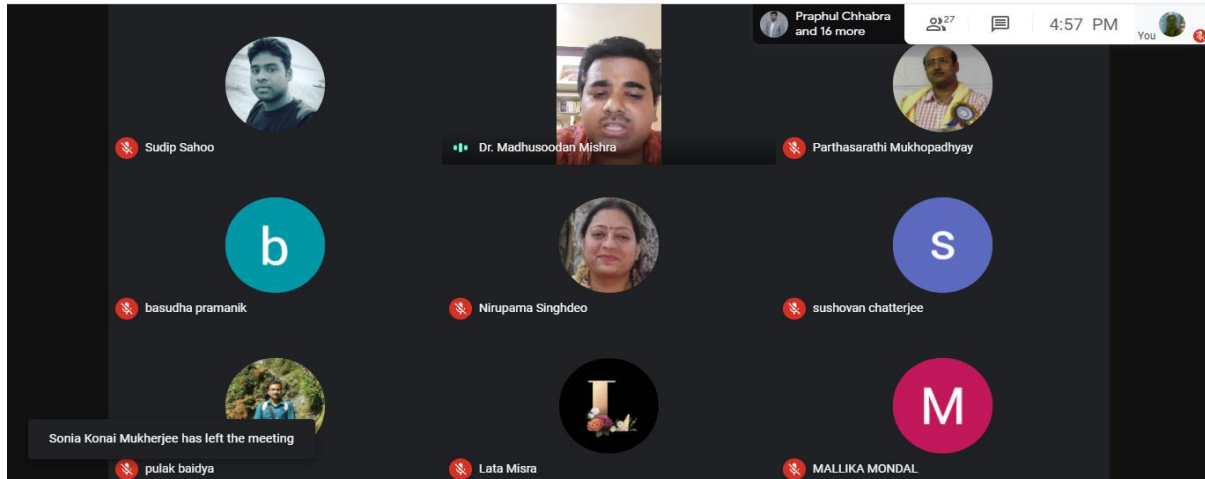 Praphul Chhabra
and 16 more
27
4:57 PM
You
Sudip Sahoo
Dr. Madhusoodan Mishra
Parthasarathi Mukhopadhyay
b
basudha pramanik
Nirupama Singhdeo
s
sushovan chatterjee
Sonia Konai Mukherjee has left the meeting
pulak baidya
L
Lata Misra
M
MALLIKA MONDAL